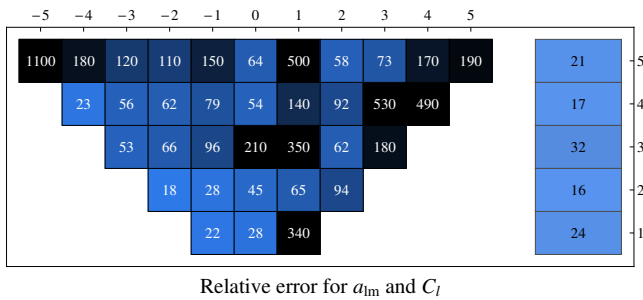 −5 −4 −3 −2 −1 0 1 2 3 4 5
1100 180 120 110 150 64 500 58 73 170 190 21 5
23 56 62 79 54 140 92 530 490 17 4
53 66 96 210 350 62 180 32 3
18 28 45 65 94 16 2
22 28 340 24 1
Relative error for a_lm and C_l